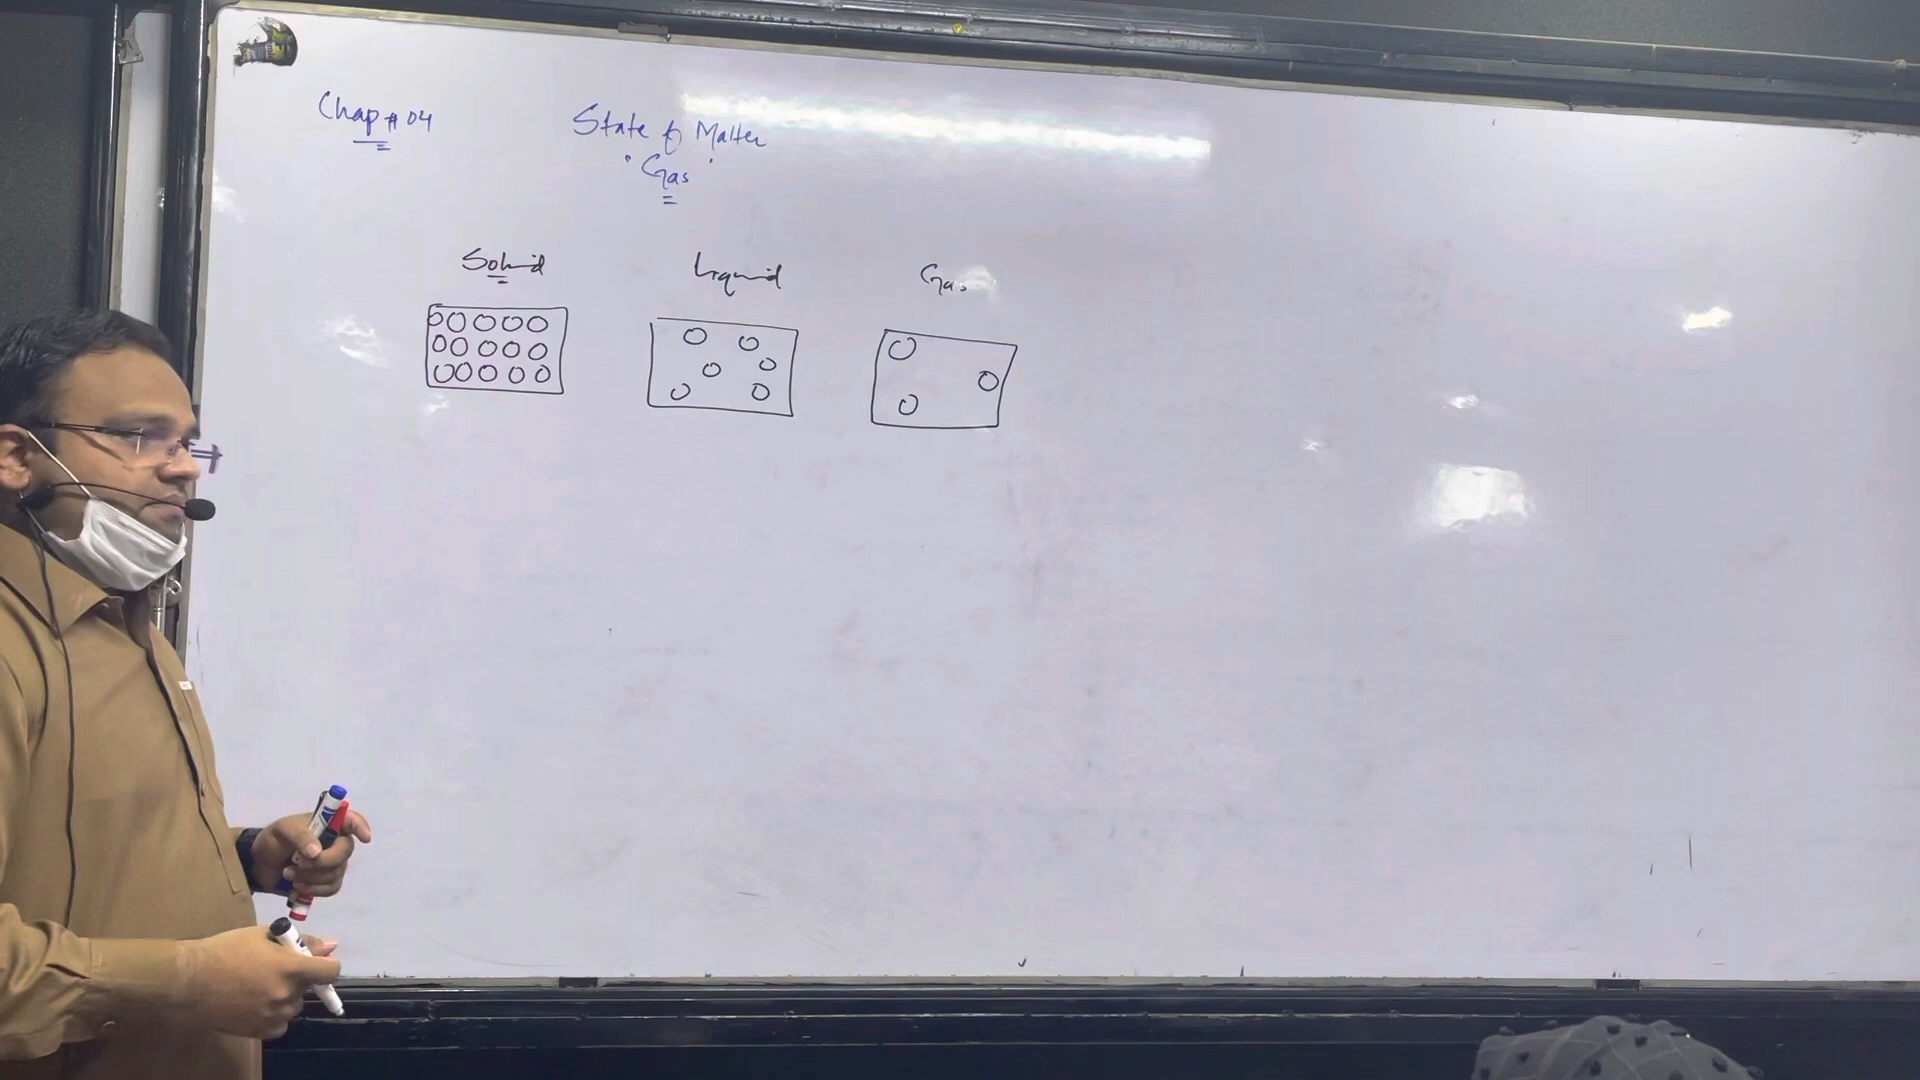 Chap # 04
State of Matter
"Gas"
Solid
Liquid
Gas